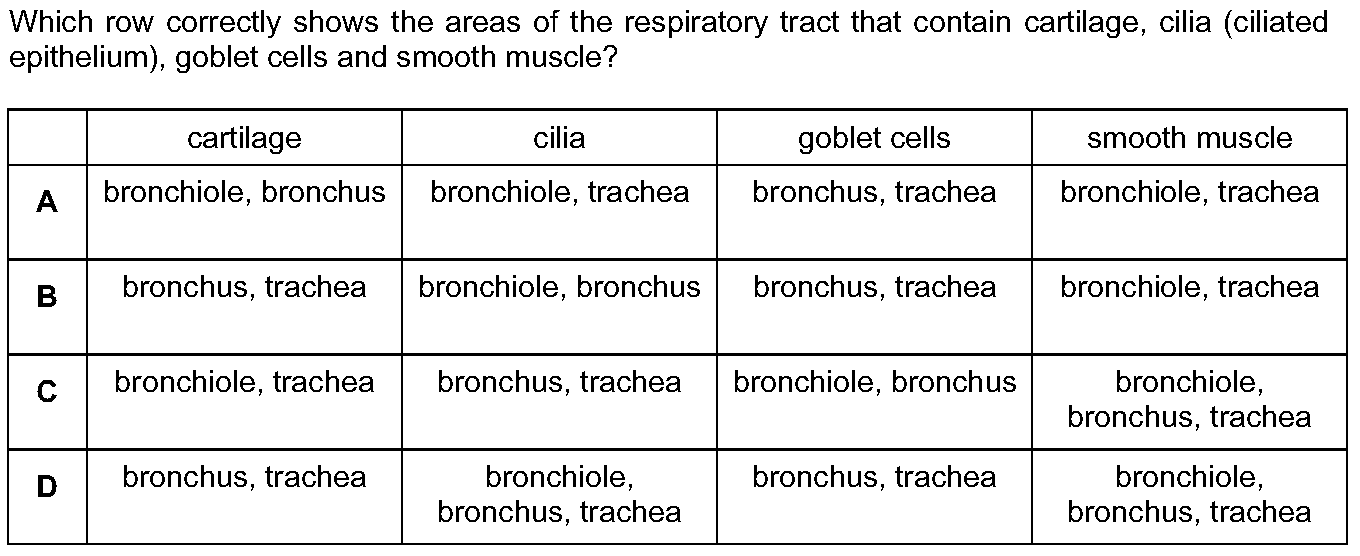 Which row correctly shows the areas of the respiratory tract that contain cartilage, cilia (ciliated
epithelium), goblet cells and smooth muscle?
cartilage cilia goblet cells smooth muscle
A bronchiole, bronchus bronchiole, trachea bronchus, trachea bronchiole, trachea
B bronchus, trachea bronchiole, bronchus bronchus, trachea bronchiole, trachea
C bronchiole, trachea bronchus, trachea bronchiole, bronchus bronchiole,
bronchus, trachea
D bronchus, trachea bronchiole, bronchus, trachea bronchiole,
bronchus, trachea bronchus, trachea